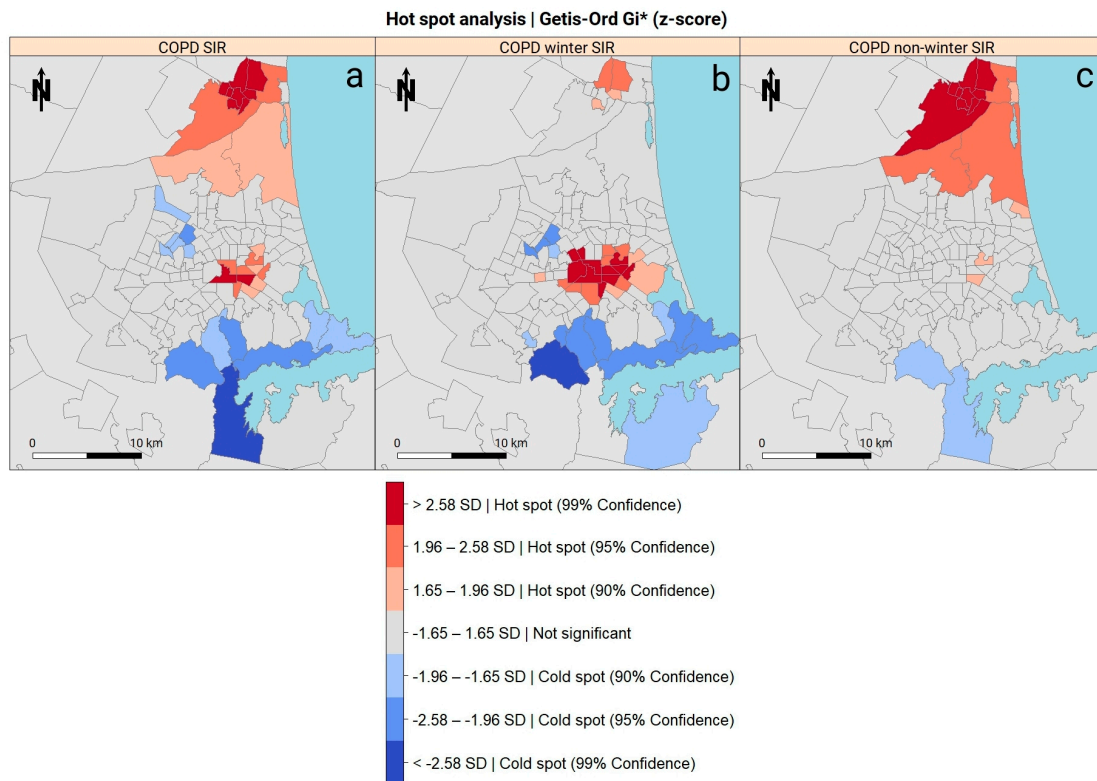 Hot spot analysis | Getis-Ord Gi* (z-score)
COPD SIR
COPD winter SIR
COPD non-winter SIR
N
a
N
b
N
c
0
10 km
0
10 km
0
10 km
> 2.58 SD | Hot spot (99% Confidence)
1.96 – 2.58 SD | Hot spot (95% Confidence)
1.65 – 1.96 SD | Hot spot (90% Confidence)
-1.65 – 1.65 SD | Not significant
-1.96 – -1.65 SD | Cold spot (90% Confidence)
-2.58 – -1.96 SD | Cold spot (95% Confidence)
< -2.58 SD | Cold spot (99% Confidence)